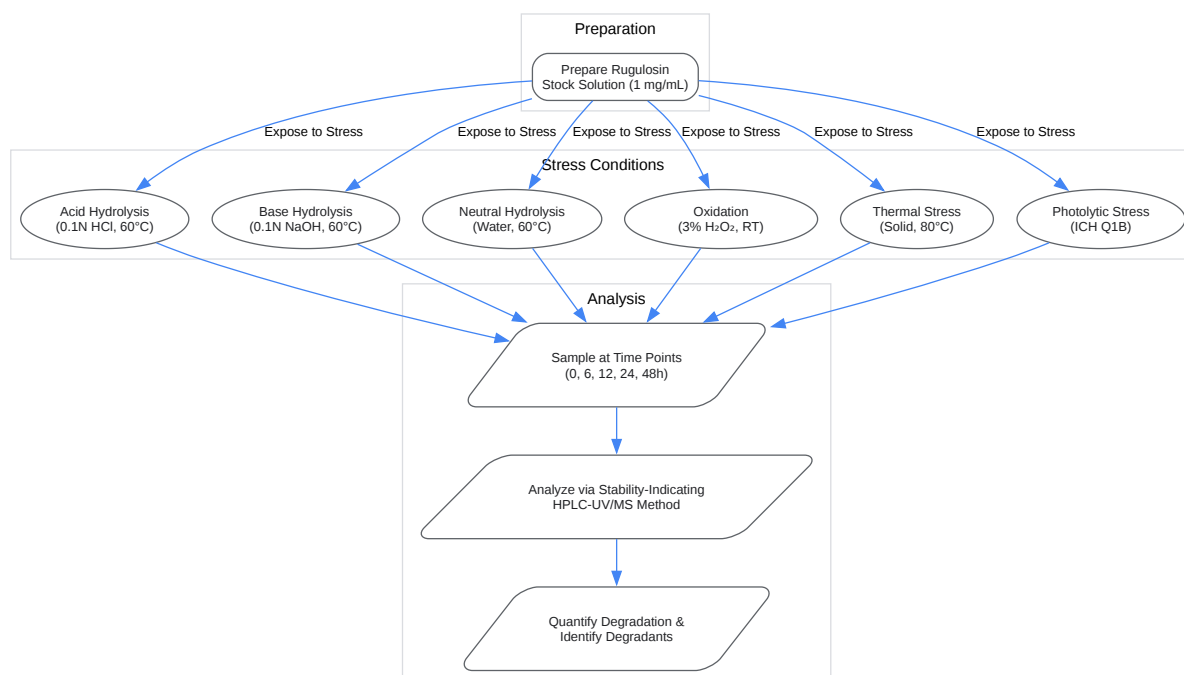 Preparation
Prepare Rugulosin
Stock Solution (1 mg/mL)
Expose to Stress
Expose to Stress
Expose to Stress
Expose to Stress
Expose to Stress
Expose to Stress
Stress Conditions
Acid Hydrolysis
(0.1N HCl, 60°C)
Base Hydrolysis
(0.1N NaOH, 60°C)
Neutral Hydrolysis
(Water, 60°C)
Oxidation
(3% H₂O₂, RT)
Thermal Stress
(Solid, 80°C)
Photolytic Stress
(ICH Q1B)
Analysis
Sample at Time Points
(0, 6, 12, 24, 48h)
Analyze via Stability-Indicating
HPLC-UV/MS Method
Quantify Degradation &
Identify Degradants